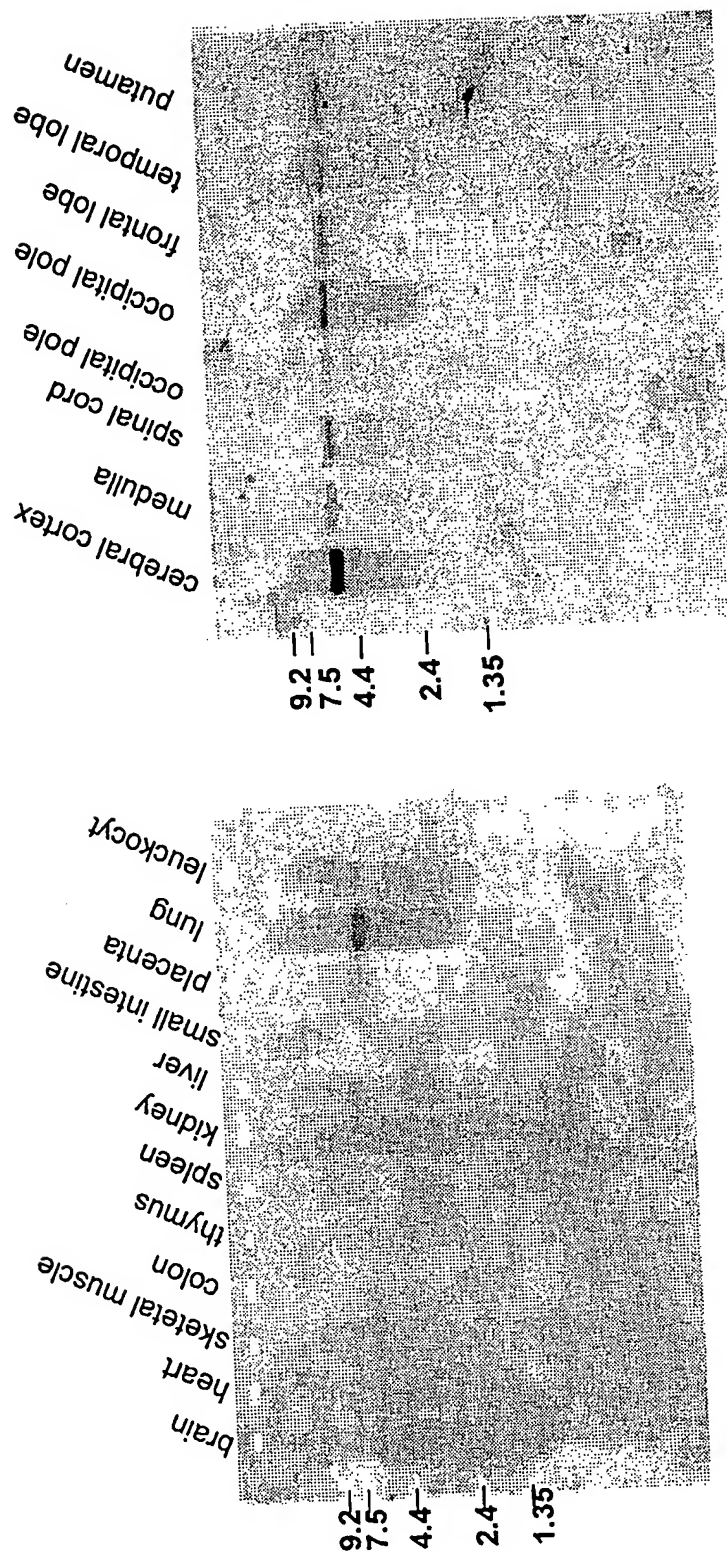 putamen
temporal lobe
frontal lobe
occipital pole
occipital pole
spinal cord
medulla
cerebral cortex
9.2
7.5
4.4
2.4
1.35
leuckocyt
lung
placenta
small intestine
liver
kidney
spleen
thymus
colon
sketetal muscle
heart
brain
9.2
7.5
4.4
2.4
1.35